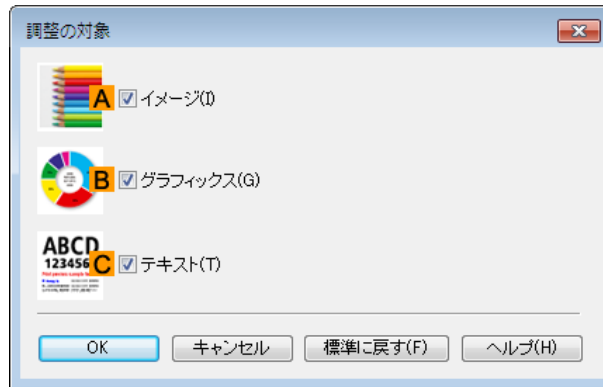 調整の対象
A イメージ(I)
B グラフィックス(G)
ABCD
123456
C テキスト(T)
OK キャンセル 標準に戻す(F) ヘルプ(H)